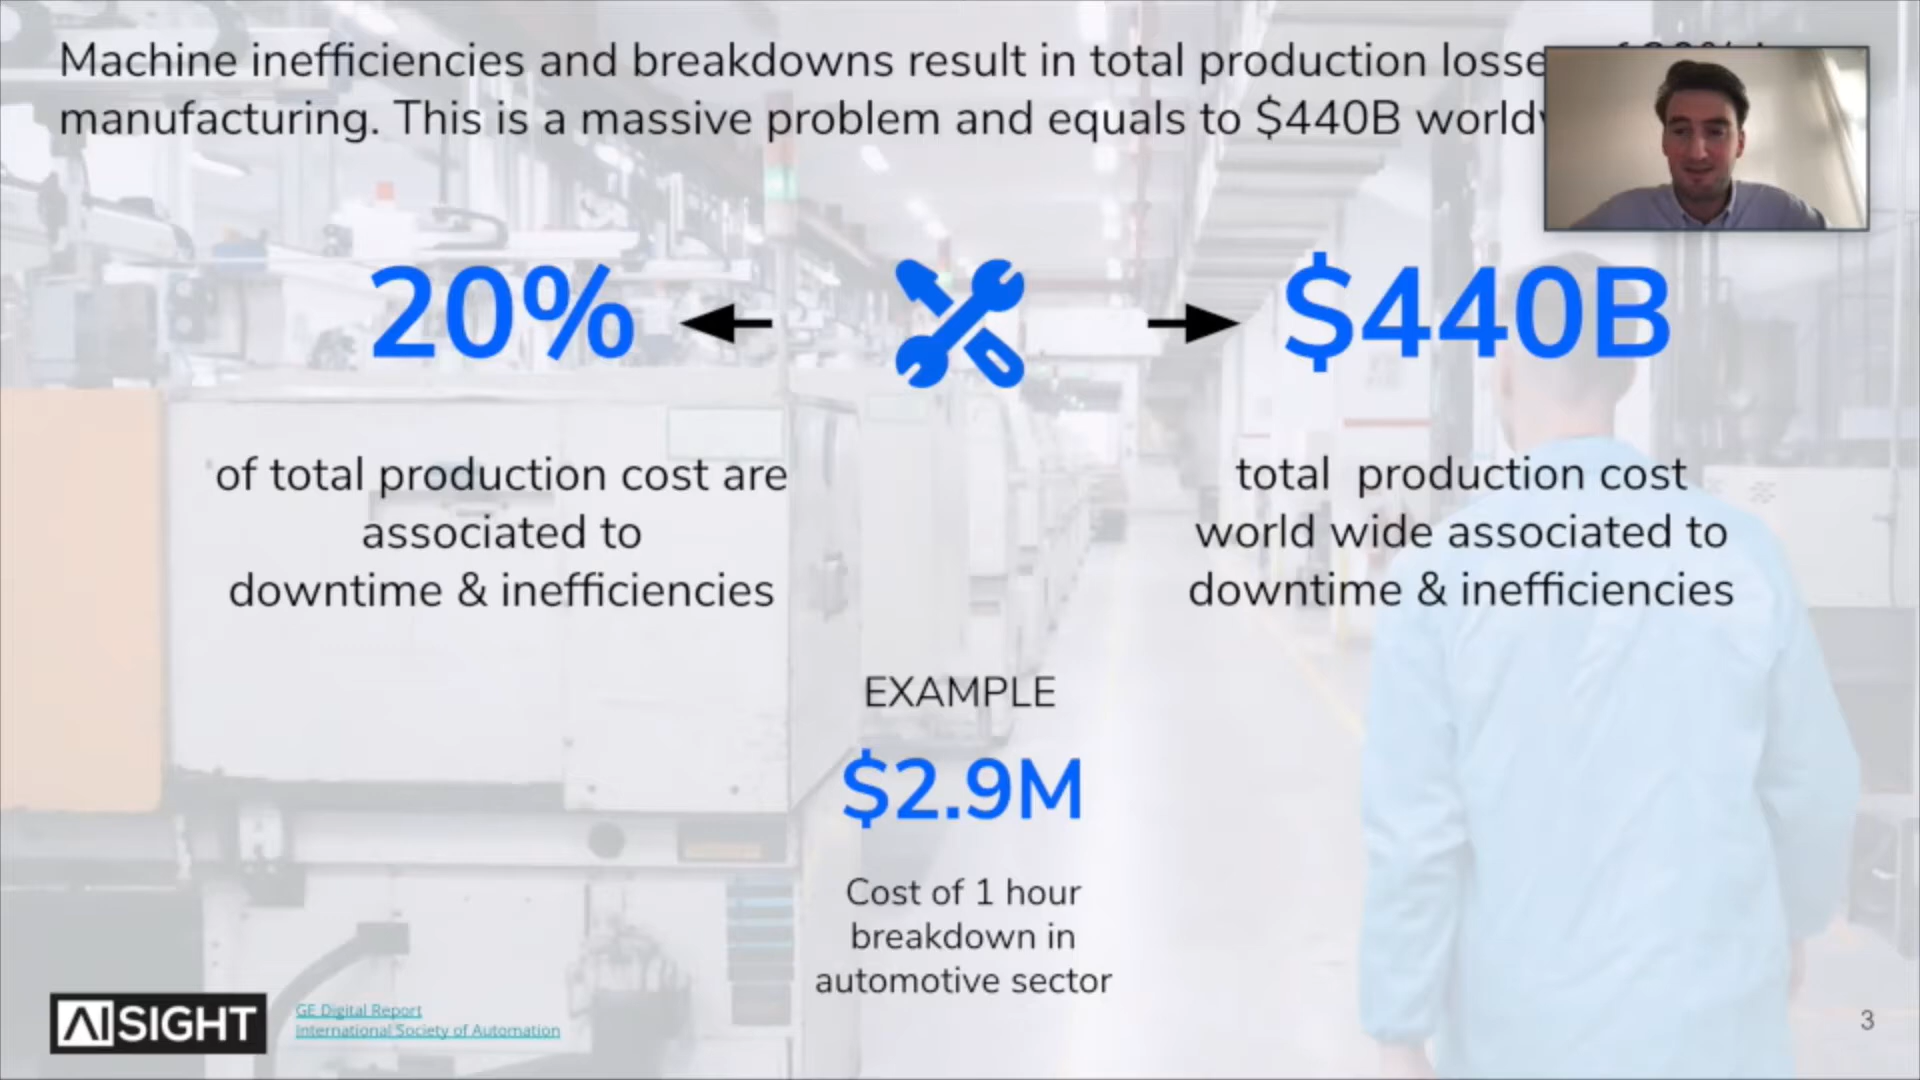 Machine inefficiencies and breakdowns result in total production losse
manufacturing. This is a massive problem and equals to $440B world
20%
$440B
of total production cost are
associated to
downtime & inefficiencies
total production cost
world wide associated to
downtime & inefficiencies
EXAMPLE
$2.9M
Cost of 1 hour
breakdown in
automotive sector
AISIGHT
GE Digital Report
International Society of Automation
3